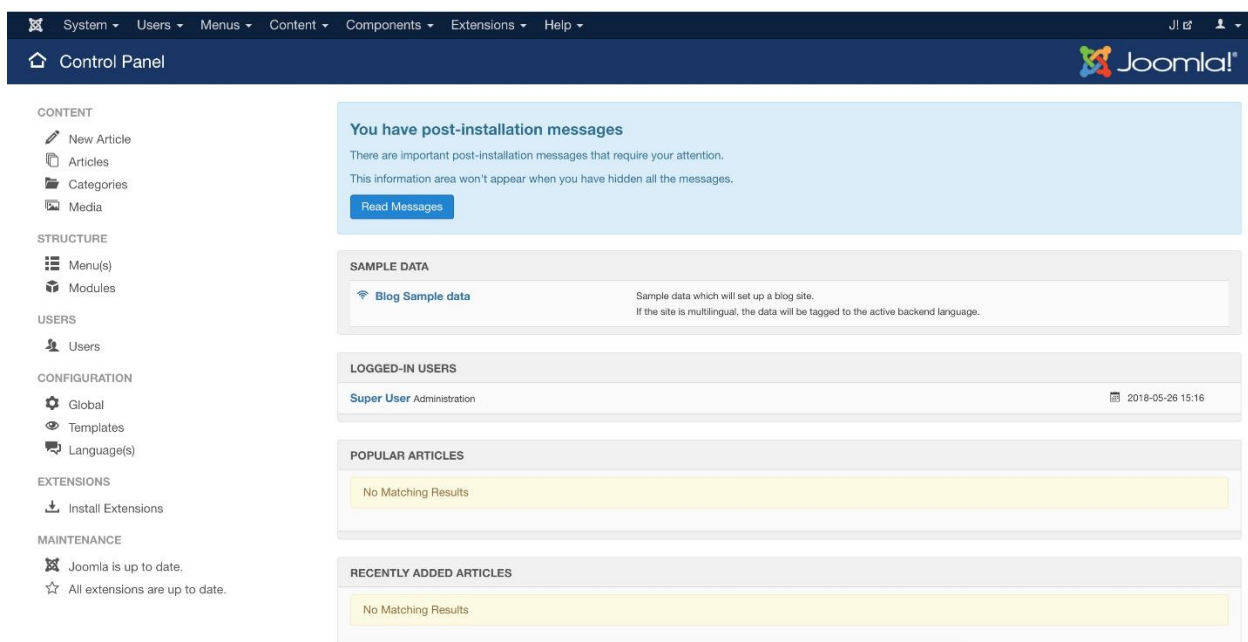 System Users Menus Content Components Extensions Help J!
Control Panel Joomla!®
CONTENT
New Article
Articles
Categories
Media
STRUCTURE
Menu(s)
Modules
USERS
Users
CONFIGURATION
Global
Templates
Language(s)
EXTENSIONS
Install Extensions
MAINTENANCE
Joomla is up to date.
All extensions are up to date.
You have post-installation messages
There are important post-installation messages that require your attention.
This information area won't appear when you have hidden all the messages.
Read Messages
SAMPLE DATA
Blog Sample data
Sample data which will set up a blog site.
If the site is multilingual, the data will be tagged to the active backend language.
LOGGED-IN USERS
Super User Administration 2018-05-26 15:16
POPULAR ARTICLES
No Matching Results
RECENTLY ADDED ARTICLES
No Matching Results